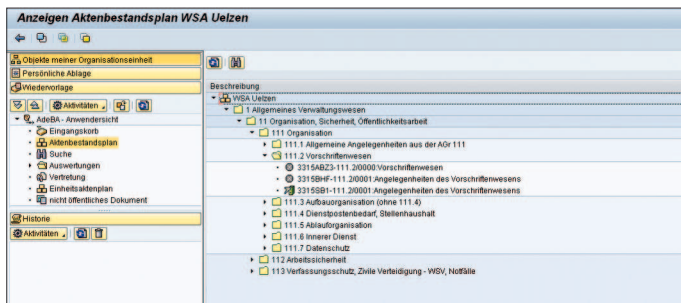 Anzeigen Aktenbestandsplan WSA Uelzen
Objekte meiner Organisationseinheit
Persönliche Ablage
Wiedervorlage
Aktivitäten
AdeBA - Anwendersicht
Eingangskorb
Aktenbestandsplan
Suche
Auswertungen
Vertretung
Einheitsaktenplan
nicht öffentliches Dokument
Historie
Aktivitäten
Beschreibung
WSA Uelzen
1 Allgemeines Verwaltungswesen
11 Organisation, Sicherheit, Öffentlichkeitsarbeit
111 Organisation
111.1 Allgemeine Angelegenheiten aus der AGr 111
111.2 Vorschriftenwesen
3315ABZ3-111.2/0000:Vorschriftenwesen
3315BHF-111.2/0001:Angelegenheiten des Vorschriftenwesens
3315SB1-111.2/0001:Angelegenheiten des Vorschriftenwesens
111.3 Aufbauorganisation (ohne 111.4)
111.4 Dienstpostenbedarf, Stellenhaushalt
111.5 Ablauforganisation
111.6 Innerer Dienst
111.7 Datenschutz
112 Arbeitssicherheit
113 Verfassungsschutz, Zivile Verteidigung - WSV, Notfälle